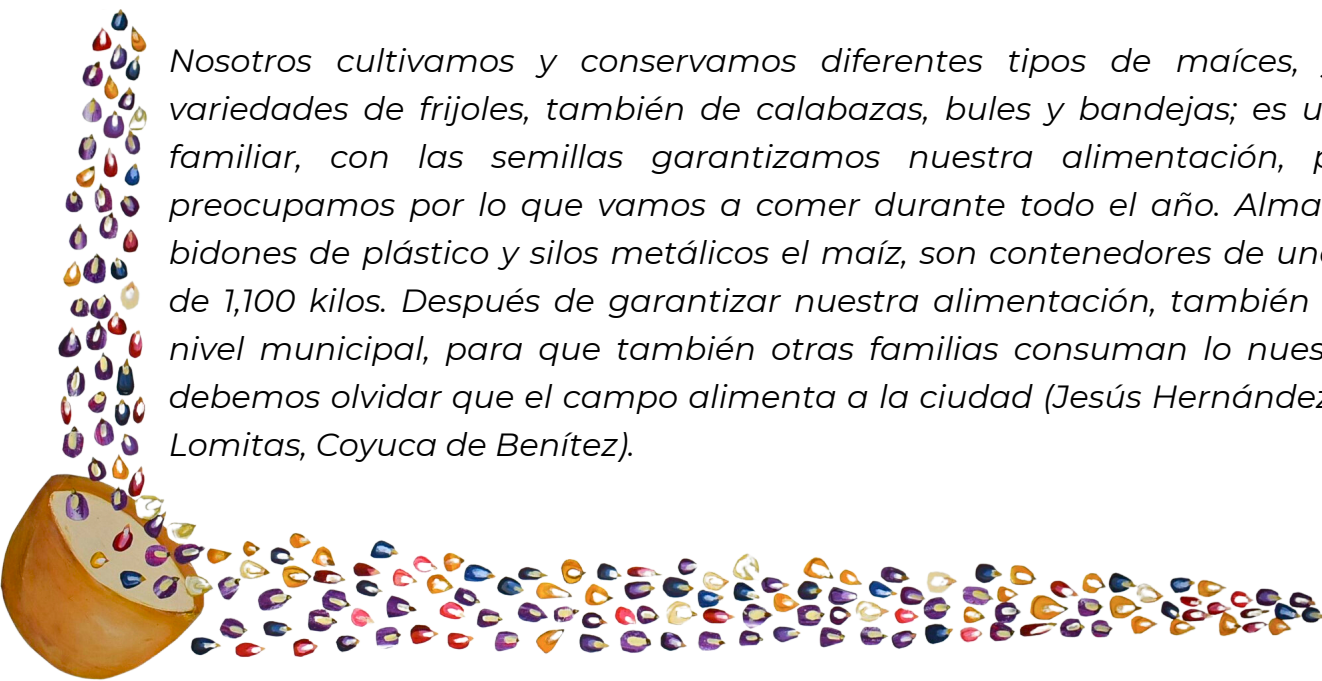 Nosotros cultivamos y conservamos diferentes tipos de maíces,
variedades de frijoles, también de calabazas, bules y bandejas; es
familiar, con las semillas garantizamos nuestra alimentación,
preocupamos por lo que vamos a comer durante todo el año.
bidones de plástico y silos metálicos el maíz, son contenedores de
de 1,100 kilos. Después de garantizar nuestra alimentación, también
nivel municipal, para que también otras familias consuman lo
debemos olvidar que el campo alimenta a la ciudad (Jesús Hernández
Lomitas, Coyuca de Benítez).